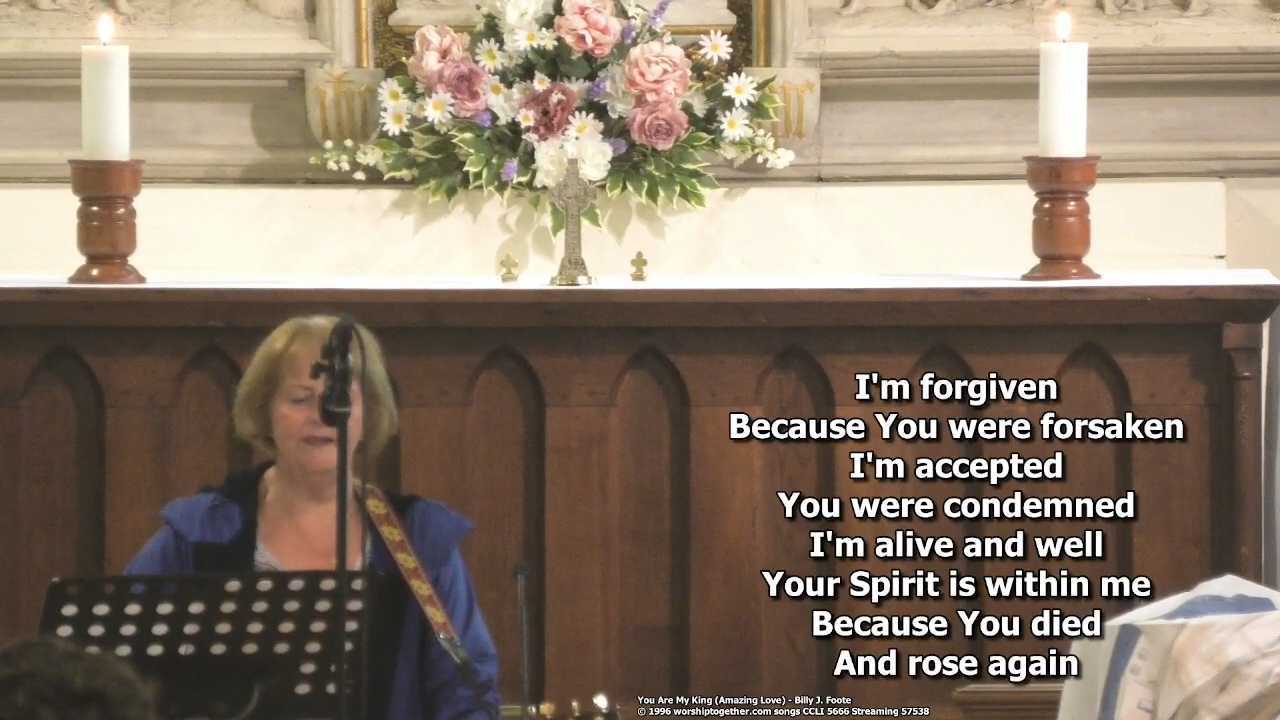 I'm forgiven
Because You were forsaken
I'm accepted
You were condemned
I'm alive and well
Your Spirit is within me
Because You died
And rose again
You Are My King (Amazing Love) - Billy J. Foote
© 1996 worshiptogether.com songs CCLI 5666 Streaming 57538